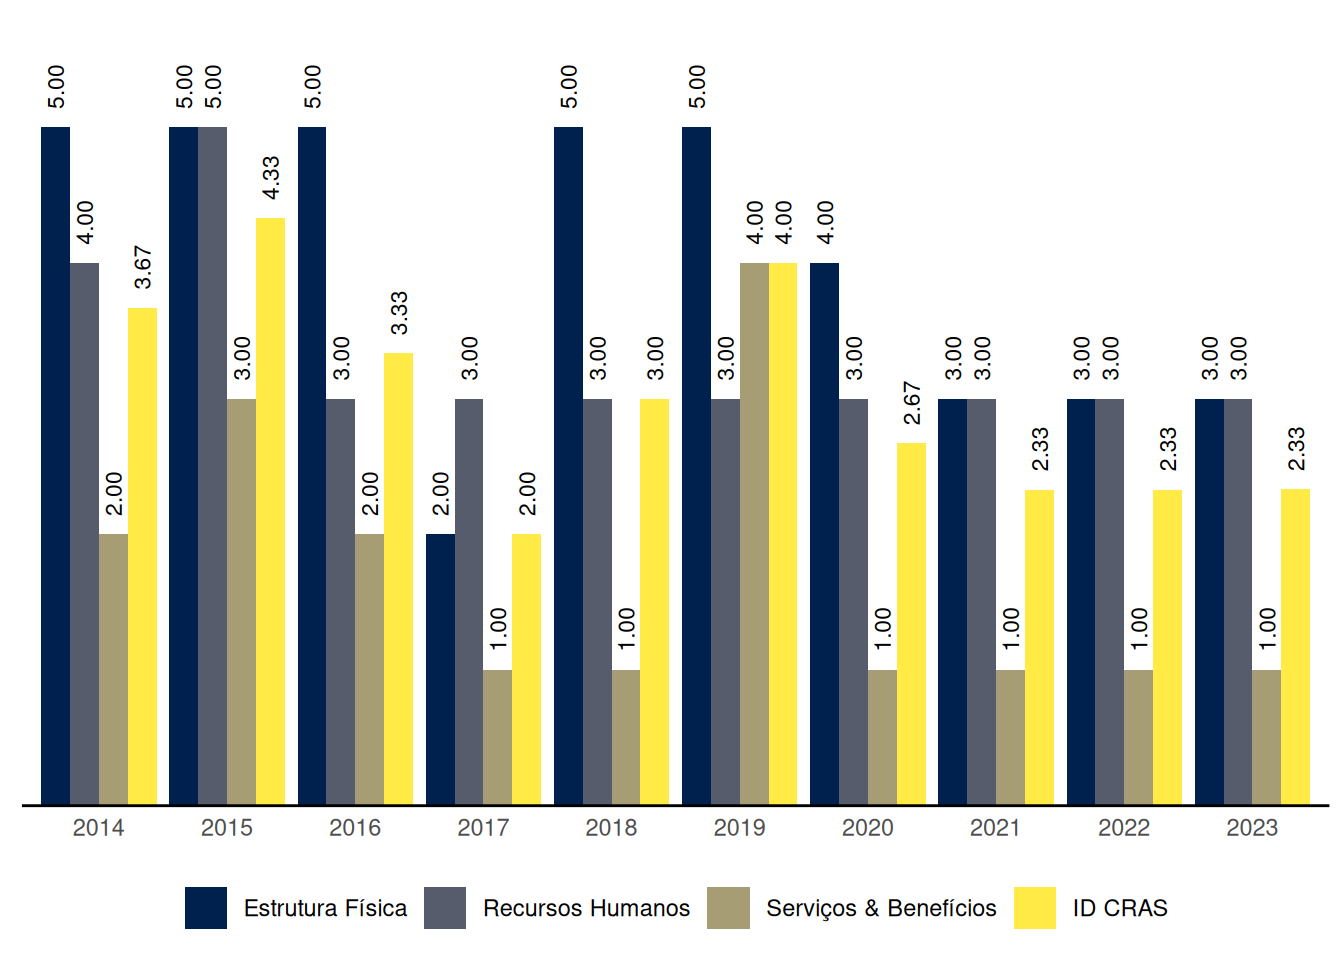 5.00 4.00 2.00 3.67
5.00 5.00 3.00 4.33
5.00 3.00 2.00 3.33
2.00 3.00 1.00 2.00
5.00 3.00 1.00 3.00
5.00 3.00 4.00 4.00
4.00 3.00 1.00 2.67
3.00 3.00 1.00 2.33
3.00 3.00 1.00 2.33
3.00 3.00 1.00 2.33
2014 2015 2016 2017 2018 2019 2020 2021 2022 2023
Estrutura Física Recursos Humanos Serviços & Benefícios ID CRAS